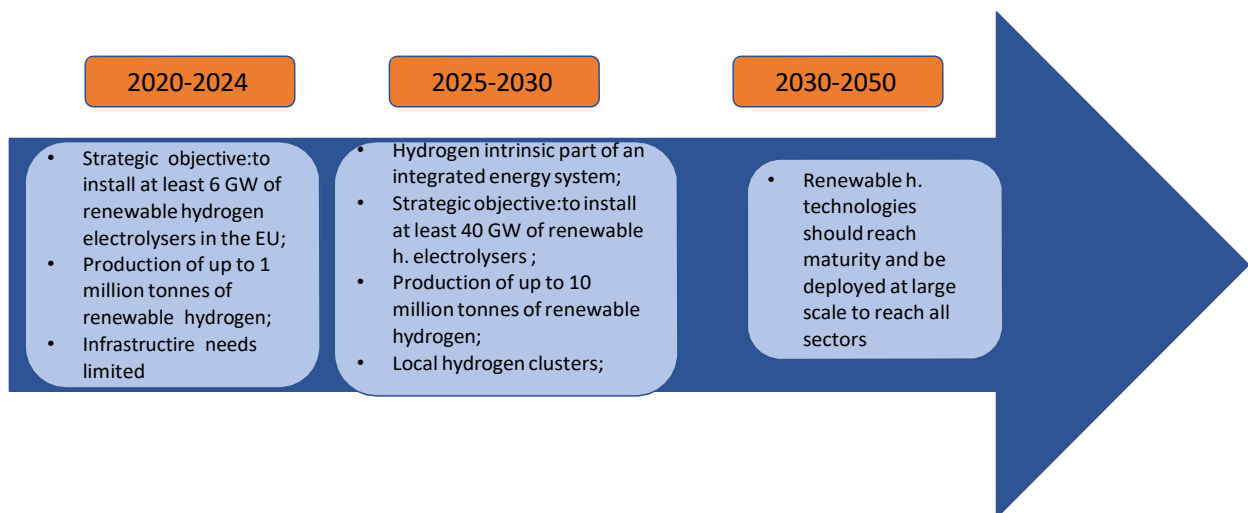 2020-2024
2025-2030
2030-2050
• Strategic objective:to
install at least 6 GW of
renewable hydrogen
electrolysers in the EU;
• Production of up to 1
million tonnes of
renewable hydrogen;
• Infrastructire needs
limited
• Hydrogen intrinsic part of an
integrated energy system;
• Strategic objective:to install
at least 40 GW of renewable
h. electrolysers ;
• Production of up to 10
million tonnes of renewable
hydrogen;
• Local hydrogen clusters;
• Renewable h.
technologies
should reach
maturity and be
deployed at large
scale to reach all
sectors